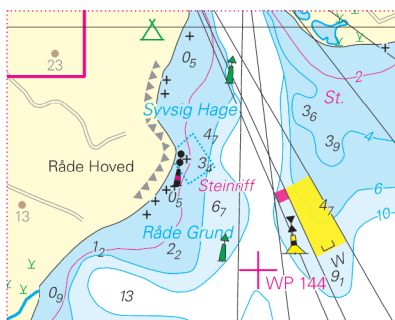 0₅
23
2
St.
Syvsig Hage
3₆
4₇
3₉
4
Råde Hoved
3₄
Steinriff
0₅
6
4₇
13
6₇
10
Råde Grund
1₂
2₂
W
9₁
WP 144
0₉
13